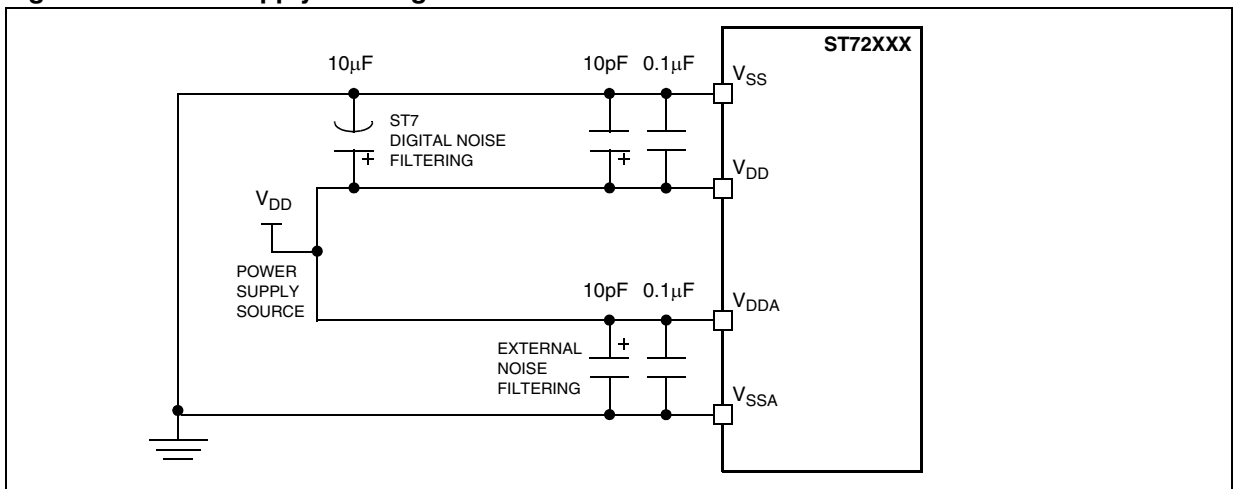 ST72XXX
10μF
10pF 0.1μF
VSS
ST7
DIGITAL NOISE
FILTERING
+
+
VDD
VDD
POWER
SUPPLY
SOURCE
10pF 0.1μF
VDDA
EXTERNAL
NOISE
FILTERING
+
VSSA